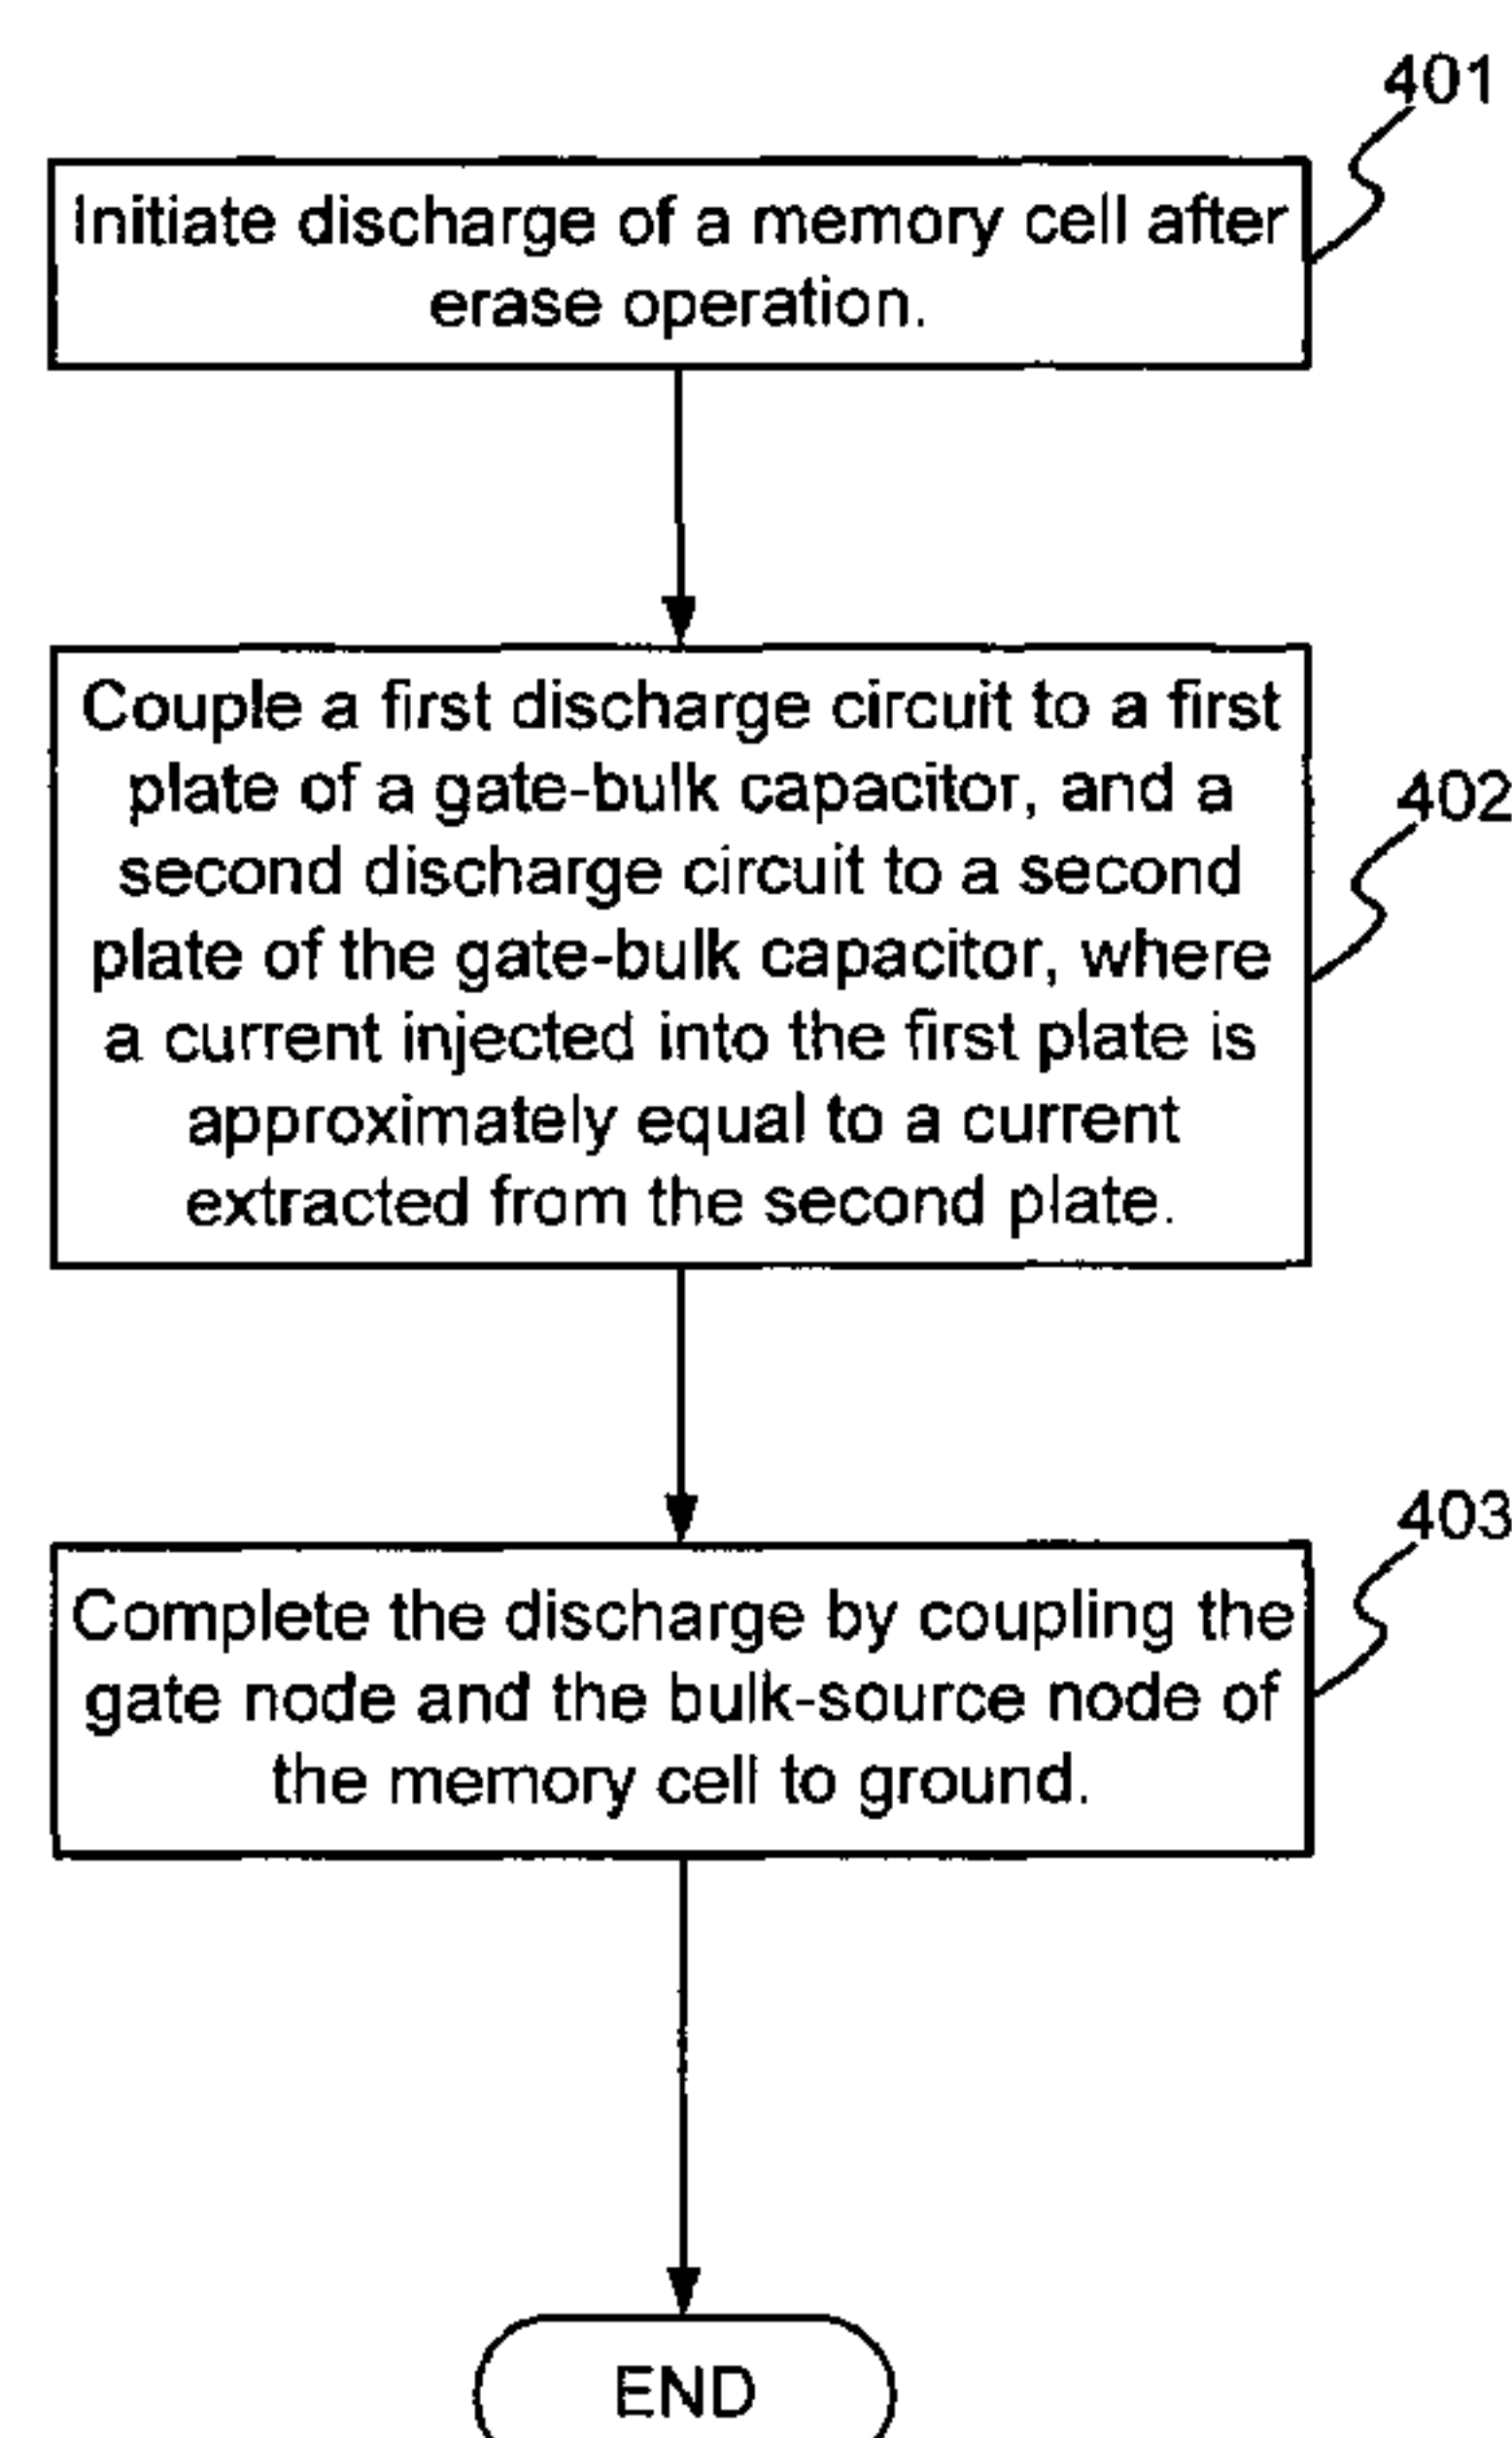 401
Initiate discharge of a memory cell after
erase operation.
Couple a first discharge circuit to a first
plate of a gate-bulk capacitor, and a
second discharge circuit to a second
plate of the gate-bulk capacitor, where
a current injected into the first plate is
approximately equal to a current
extracted from the second plate.
402
403
Complete the discharge by coupling the
gate node and the bulk-source node of
the memory cell to ground.
END